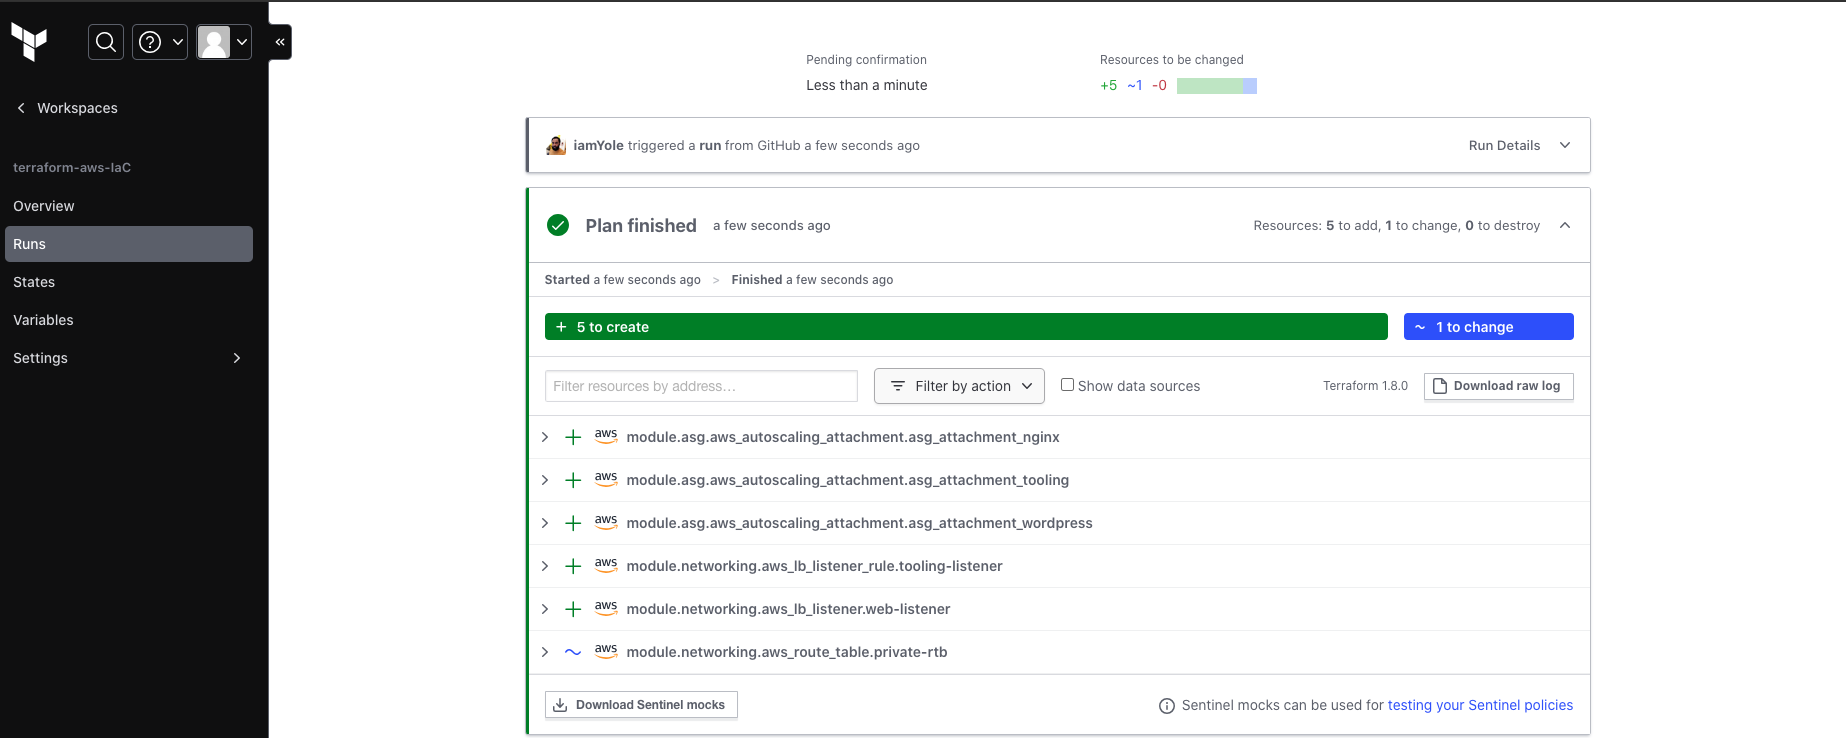 Workspaces
terraform-aws-IaC
Overview
Runs
States
Variables
Settings
Pending confirmation
Less than a minute
Resources to be changed
+5 ~1 -0
iamYole triggered a run from GitHub a few seconds ago
Run Details
Plan finished a few seconds ago
Resources: 5 to add, 1 to change, 0 to destroy
Started a few seconds ago > Finished a few seconds ago
+ 5 to create
~ 1 to change
Filter resources by address...
Filter by action
Show data sources
Terraform 1.8.0
Download raw log
aws module.asg.aws_autoscaling_attachment.asg_attachment_nginx
aws module.asg.aws_autoscaling_attachment.asg_attachment_tooling
aws module.asg.aws_autoscaling_attachment.asg_attachment_wordpress
aws module.networking.aws_lb_listener_rule.tooling-listener
aws module.networking.aws_lb_listener.web-listener
aws module.networking.aws_route_table.private-rtb
Download Sentinel mocks
Sentinel mocks can be used for testing your Sentinel policies